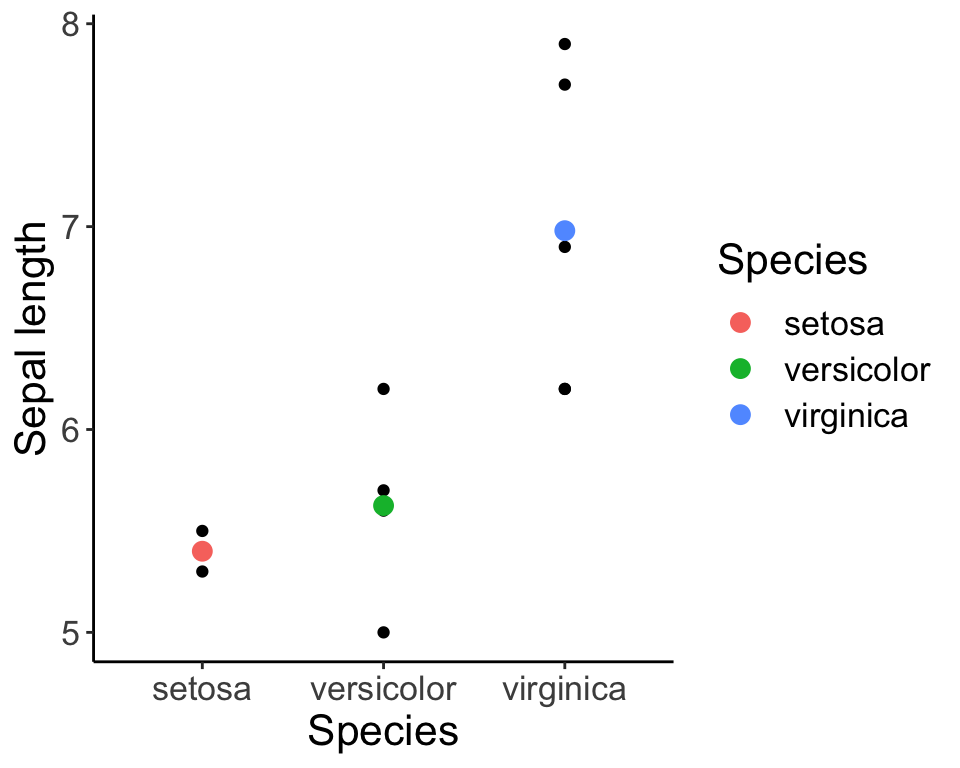 8
7
6
5
Sepal length
setosa
versicolor
virginica
Species
Species
setosa
versicolor
virginica